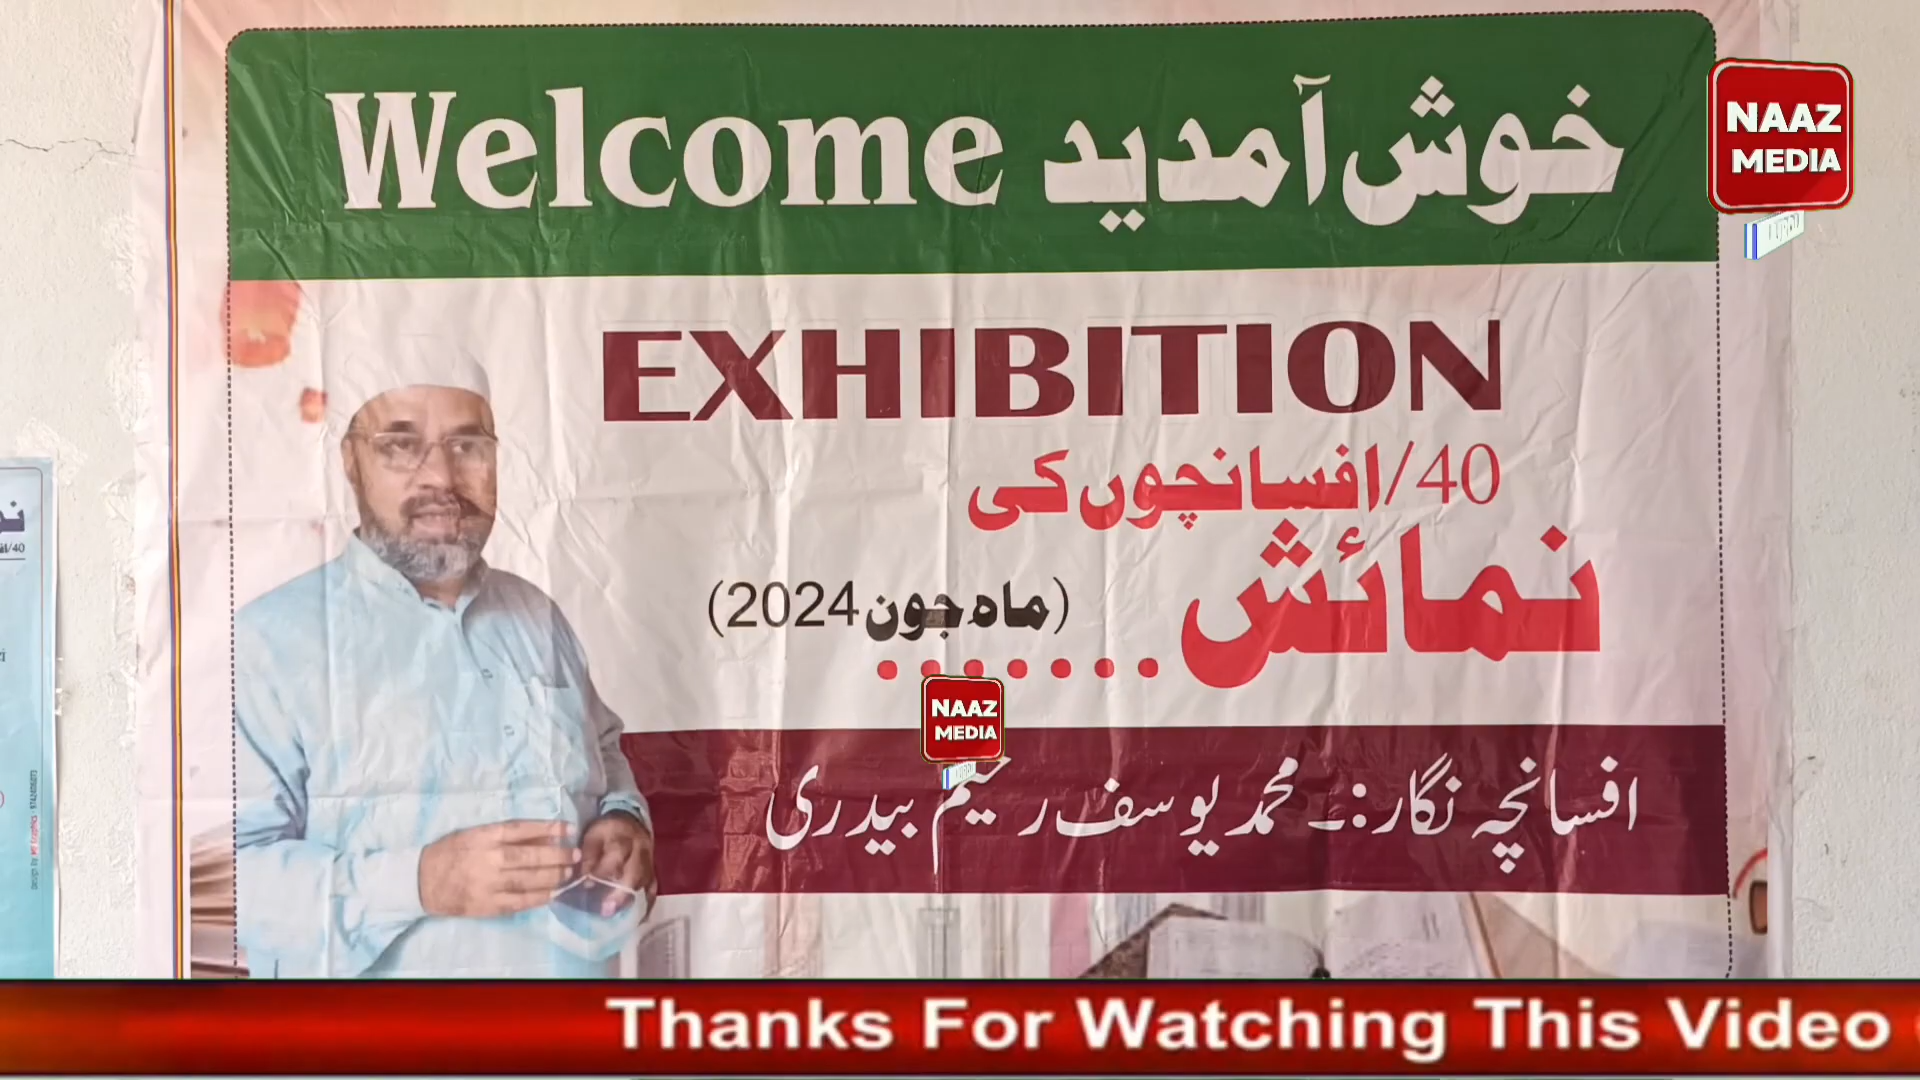 Welcome خوش آمدید
NAAZ
MEDIA
EXHIBITION
40/افسانچوں کی
نمائش.......
(ماہ جون 2024)
NAAZ
MEDIA
افسانچہ نگار:۔ محمد یوسف رحیم بیدری
40/
Thanks For Watching This Video